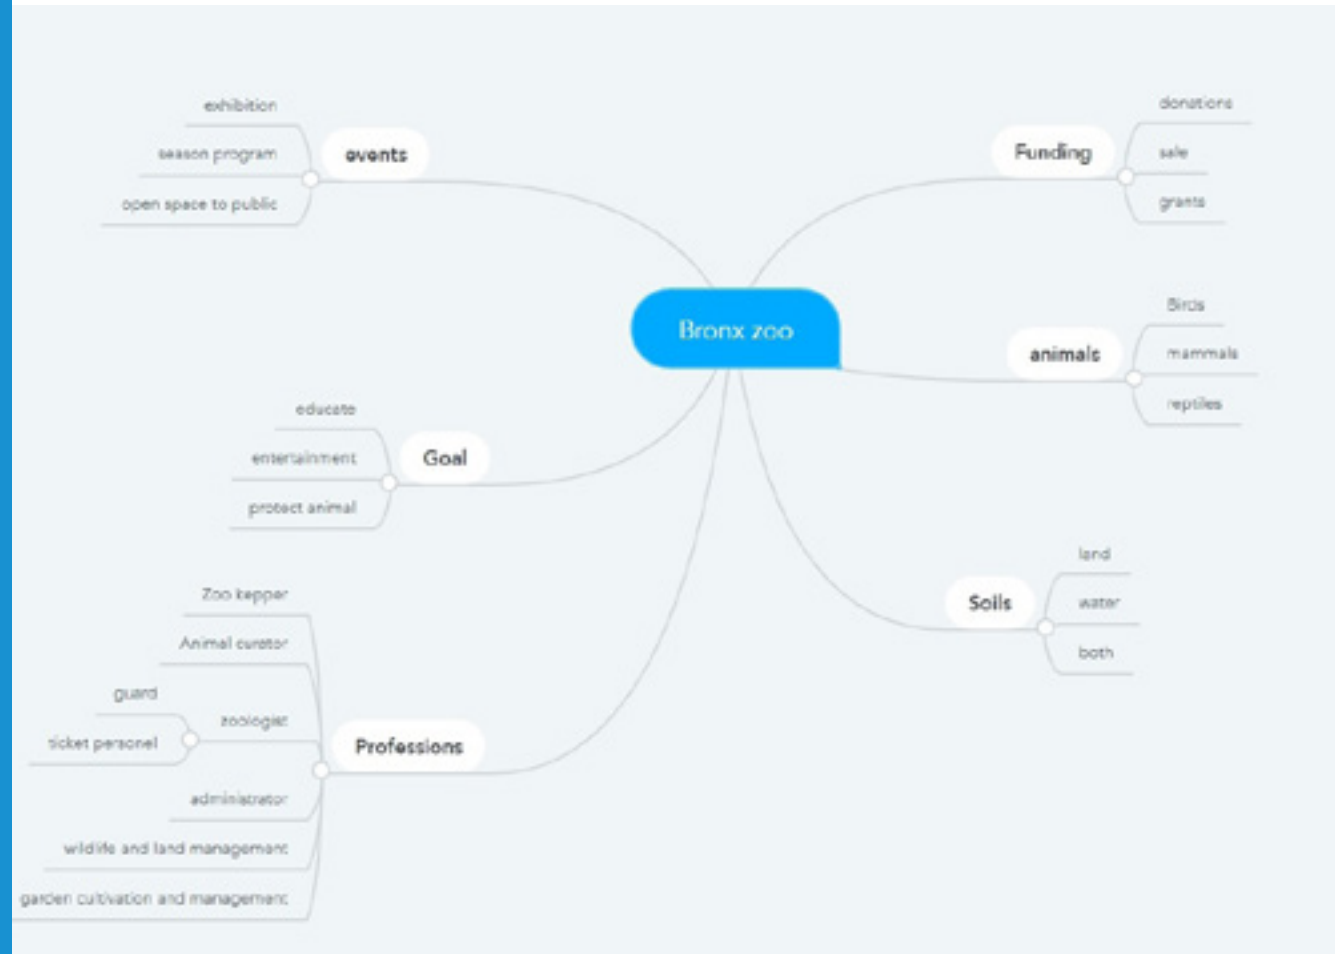 Bronx zoo
events
exhibition
season program
open space to public
Goal
educate
entertainment
protect animal
Professions
Zoo kepper
Animal curator
zoologist
guard
ticket personel
administrator
wildlife and land management
garden cultivation and management
Funding
donations
sale
grants
animals
Birds
mammals
reptiles
Soils
land
water
both